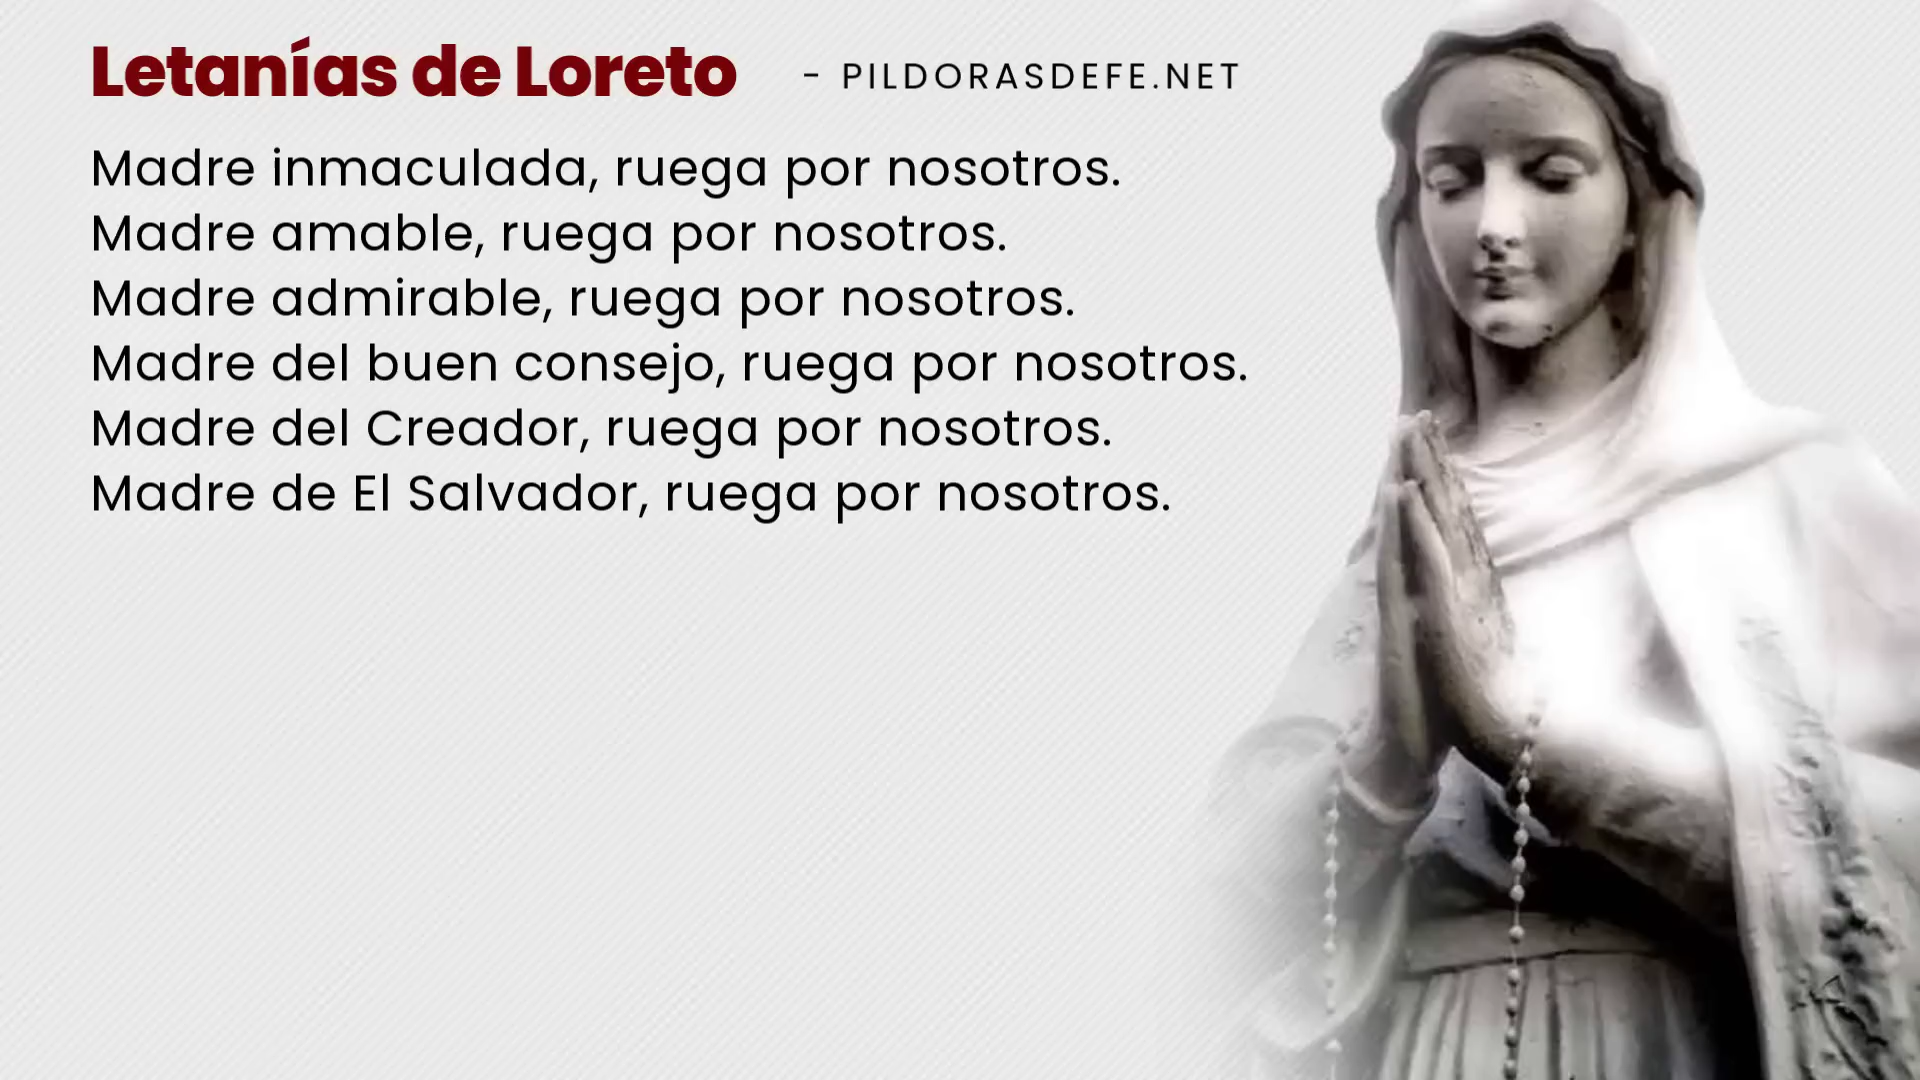 Letanías de Loreto - PILDORASDEFE.NET
Madre inmaculada, ruega por nosotros.
Madre amable, ruega por nosotros.
Madre admirable, ruega por nosotros.
Madre del buen consejo, ruega por nosotros.
Madre del Creador, ruega por nosotros.
Madre de El Salvador, ruega por nosotros.